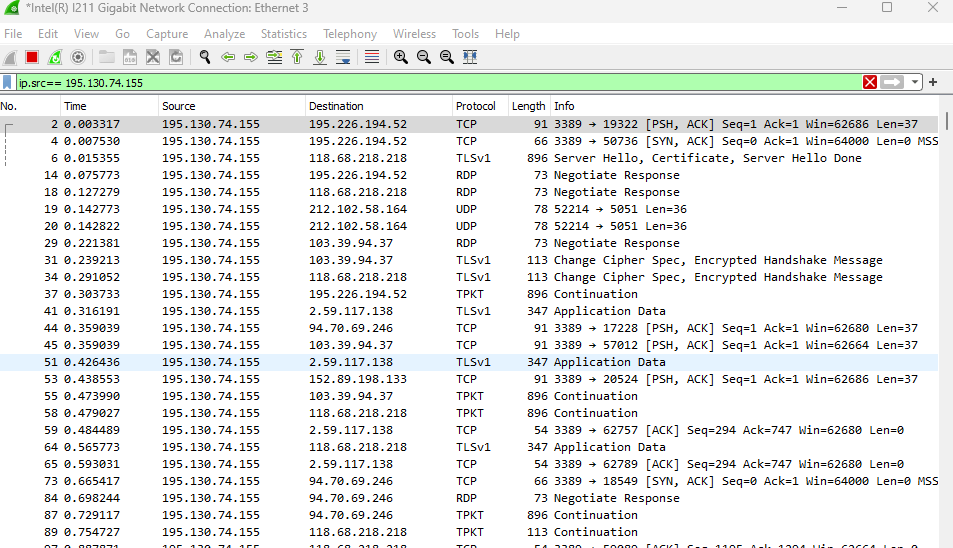 *Intel(R) I211 Gigabit Network Connection: Ethernet 3
File Edit View Go Capture Analyze Statistics Telephony Wireless Tools Help
ip.src== 195.130.74.155
No. Time Source Destination Protocol Length Info
2 0.003317 195.130.74.155 195.226.194.52 TCP 91 3389 → 19322 [PSH, ACK] Seq=1 Ack=1 Win=62686 Len=37
4 0.007530 195.130.74.155 195.226.194.52 TCP 66 3389 → 50736 [SYN, ACK] Seq=0 Ack=1 Win=64000 Len=0 MSS
6 0.015355 195.130.74.155 118.68.218.218 TLSv1 896 Server Hello, Certificate, Server Hello Done
14 0.075773 195.130.74.155 195.226.194.52 RDP 73 Negotiate Response
18 0.127279 195.130.74.155 118.68.218.218 RDP 73 Negotiate Response
19 0.142773 195.130.74.155 212.102.58.164 UDP 78 52214 → 5051 Len=36
20 0.142822 195.130.74.155 212.102.58.164 UDP 78 52214 → 5051 Len=36
29 0.221381 195.130.74.155 103.39.94.37 RDP 73 Negotiate Response
31 0.239213 195.130.74.155 103.39.94.37 TLSv1 113 Change Cipher Spec, Encrypted Handshake Message
34 0.291052 195.130.74.155 118.68.218.218 TLSv1 113 Change Cipher Spec, Encrypted Handshake Message
37 0.303733 195.130.74.155 195.226.194.52 TPKT 896 Continuation
41 0.316191 195.130.74.155 2.59.117.138 TLSv1 347 Application Data
44 0.359039 195.130.74.155 94.70.69.246 TCP 91 3389 → 17228 [PSH, ACK] Seq=1 Ack=1 Win=62680 Len=37
45 0.359039 195.130.74.155 103.39.94.37 TCP 91 3389 → 57012 [PSH, ACK] Seq=1 Ack=1 Win=62664 Len=37
51 0.426436 195.130.74.155 2.59.117.138 TLSv1 347 Application Data
53 0.438553 195.130.74.155 152.89.198.133 TCP 91 3389 → 20524 [PSH, ACK] Seq=1 Ack=1 Win=62686 Len=37
55 0.473990 195.130.74.155 103.39.94.37 TPKT 896 Continuation
58 0.479027 195.130.74.155 118.68.218.218 TPKT 896 Continuation
59 0.484489 195.130.74.155 2.59.117.138 TCP 54 3389 → 62757 [ACK] Seq=294 Ack=747 Win=62680 Len=0
64 0.565773 195.130.74.155 118.68.218.218 TLSv1 347 Application Data
65 0.593031 195.130.74.155 2.59.117.138 TCP 54 3389 → 62789 [ACK] Seq=294 Ack=747 Win=62680 Len=0
73 0.665417 195.130.74.155 94.70.69.246 TCP 66 3389 → 18549 [SYN, ACK] Seq=0 Ack=1 Win=64000 Len=0 MSS
84 0.698244 195.130.74.155 94.70.69.246 RDP 73 Negotiate Response
87 0.729117 195.130.74.155 94.70.69.246 TPKT 896 Continuation
89 0.754727 195.130.74.155 118.68.218.218 TPKT 113 Continuation